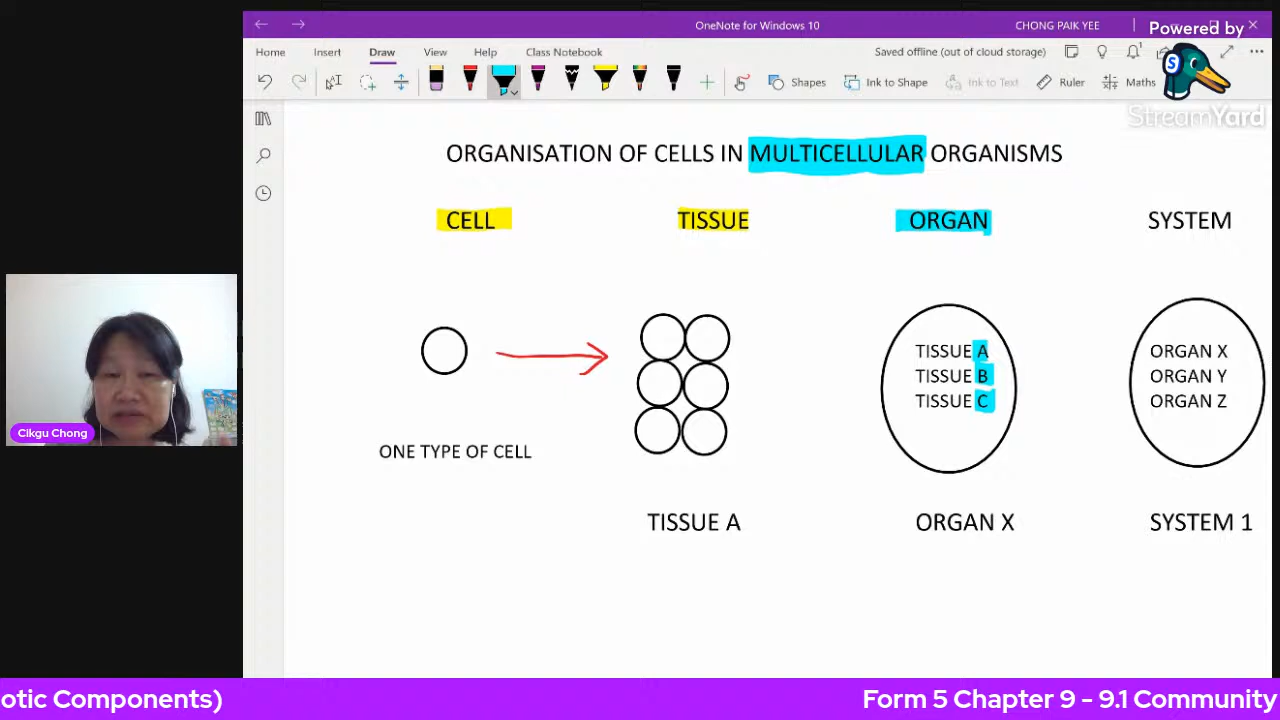 OneNote for Windows 10
CHONG PAIK YEE
Powered by
Home Insert Draw View Help Class Notebook
Saved offline (out of cloud storage)
Shapes Ink to Shape Ink to Text Ruler Maths
S
StreamYard
ORGANISATION OF CELLS IN MULTICELLULAR ORGANISMS
CELL TISSUE ORGAN SYSTEM
TISSUE A
TISSUE B
TISSUE C
ORGAN X
ORGAN Y
ORGAN Z
ONE TYPE OF CELL
TISSUE A ORGAN X SYSTEM 1
Cikgu Chong
otic Components)
Form 5 Chapter 9 - 9.1 Community